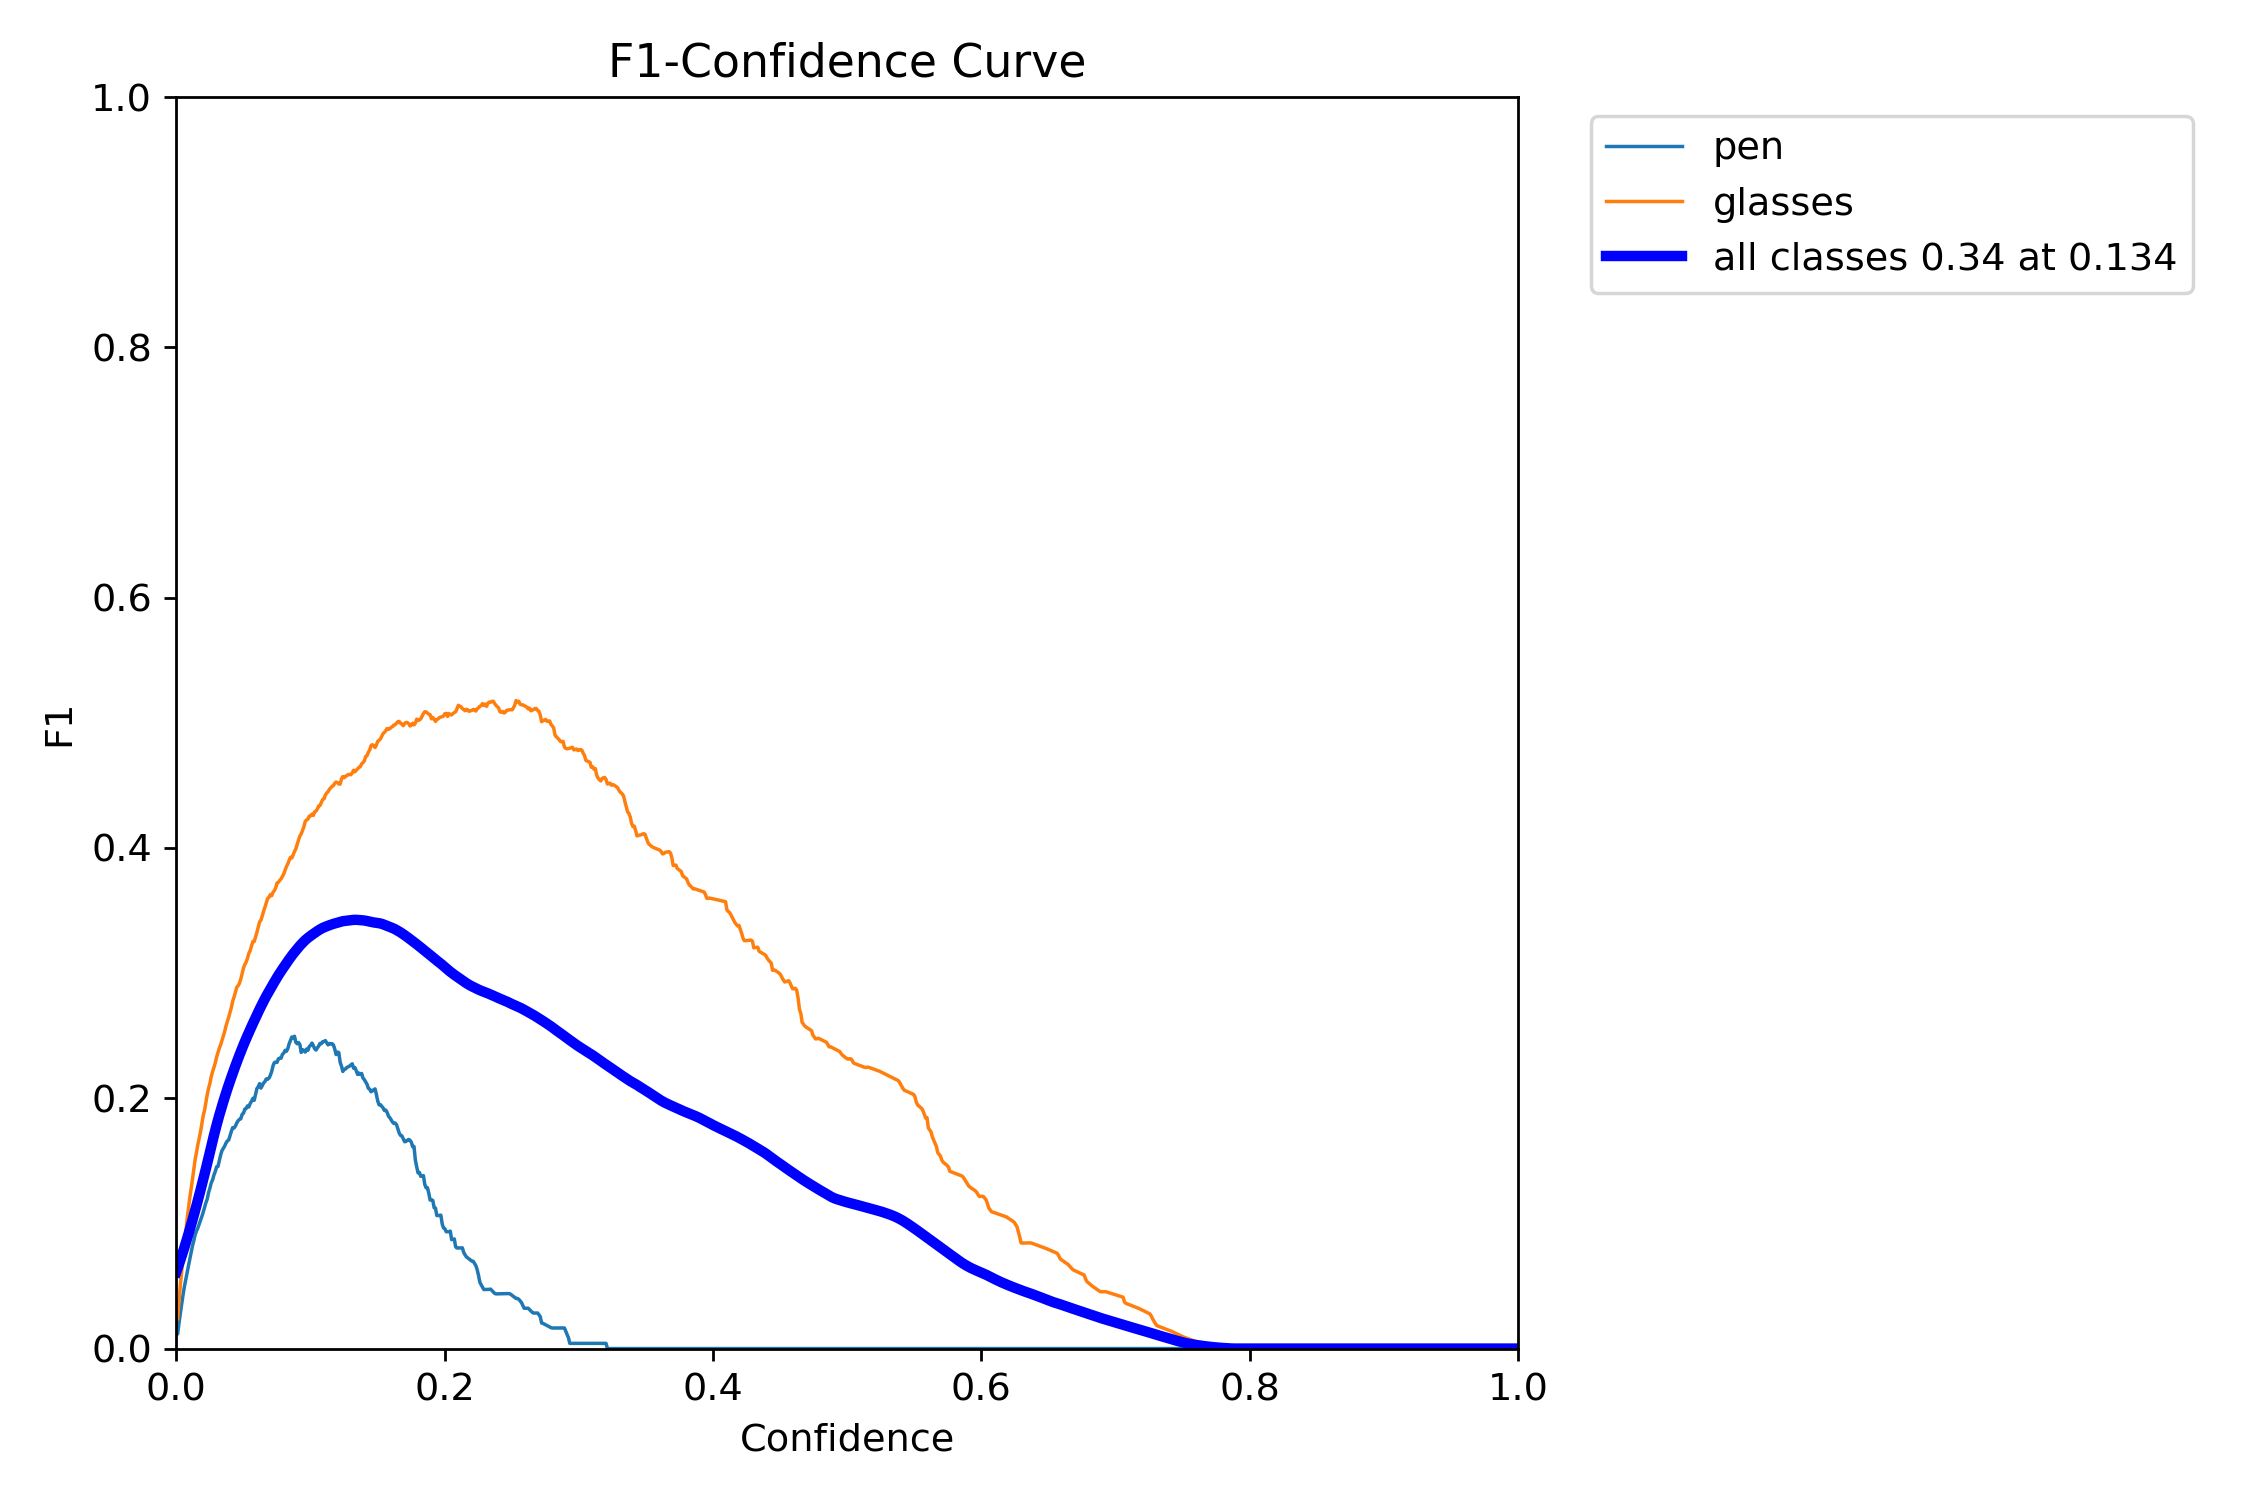 F1-Confidence Curve
1.0
0.8
0.6
0.4
0.2
0.0
F1
0.0 0.2 0.4 0.6 0.8 1.0
Confidence
pen
glasses
all classes 0.34 at 0.134